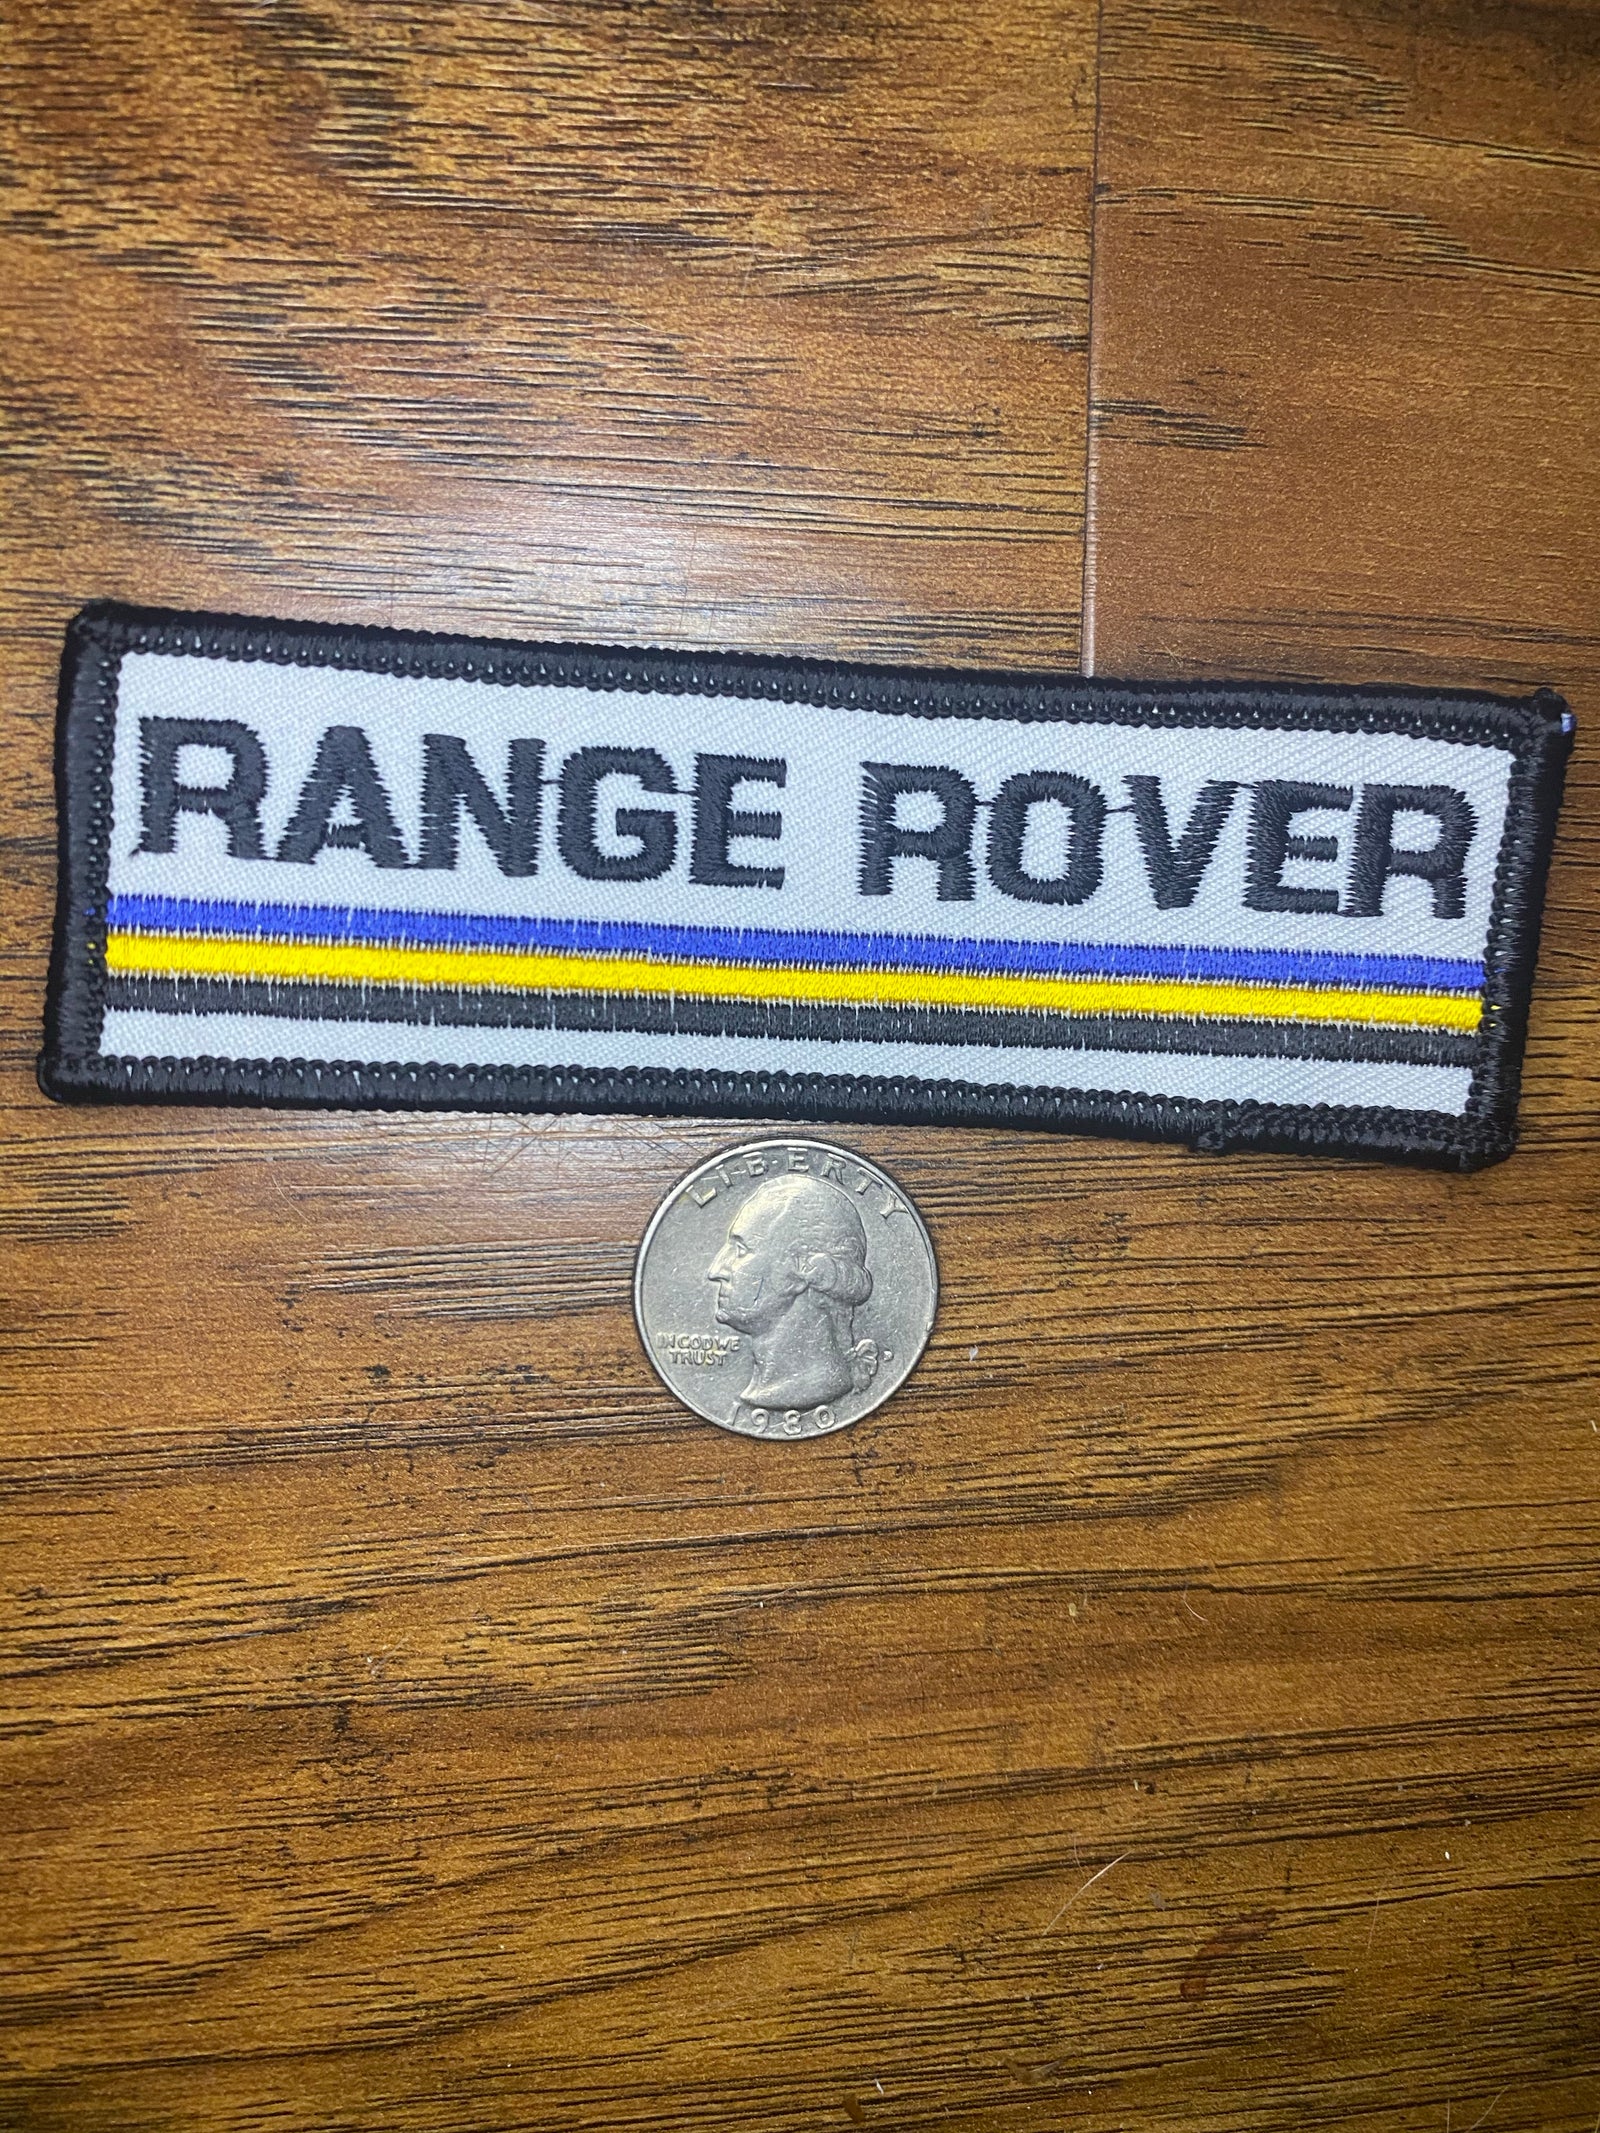 RANGE ROVER
LIBERTY
IN GOD WE
TRUST
P
1980